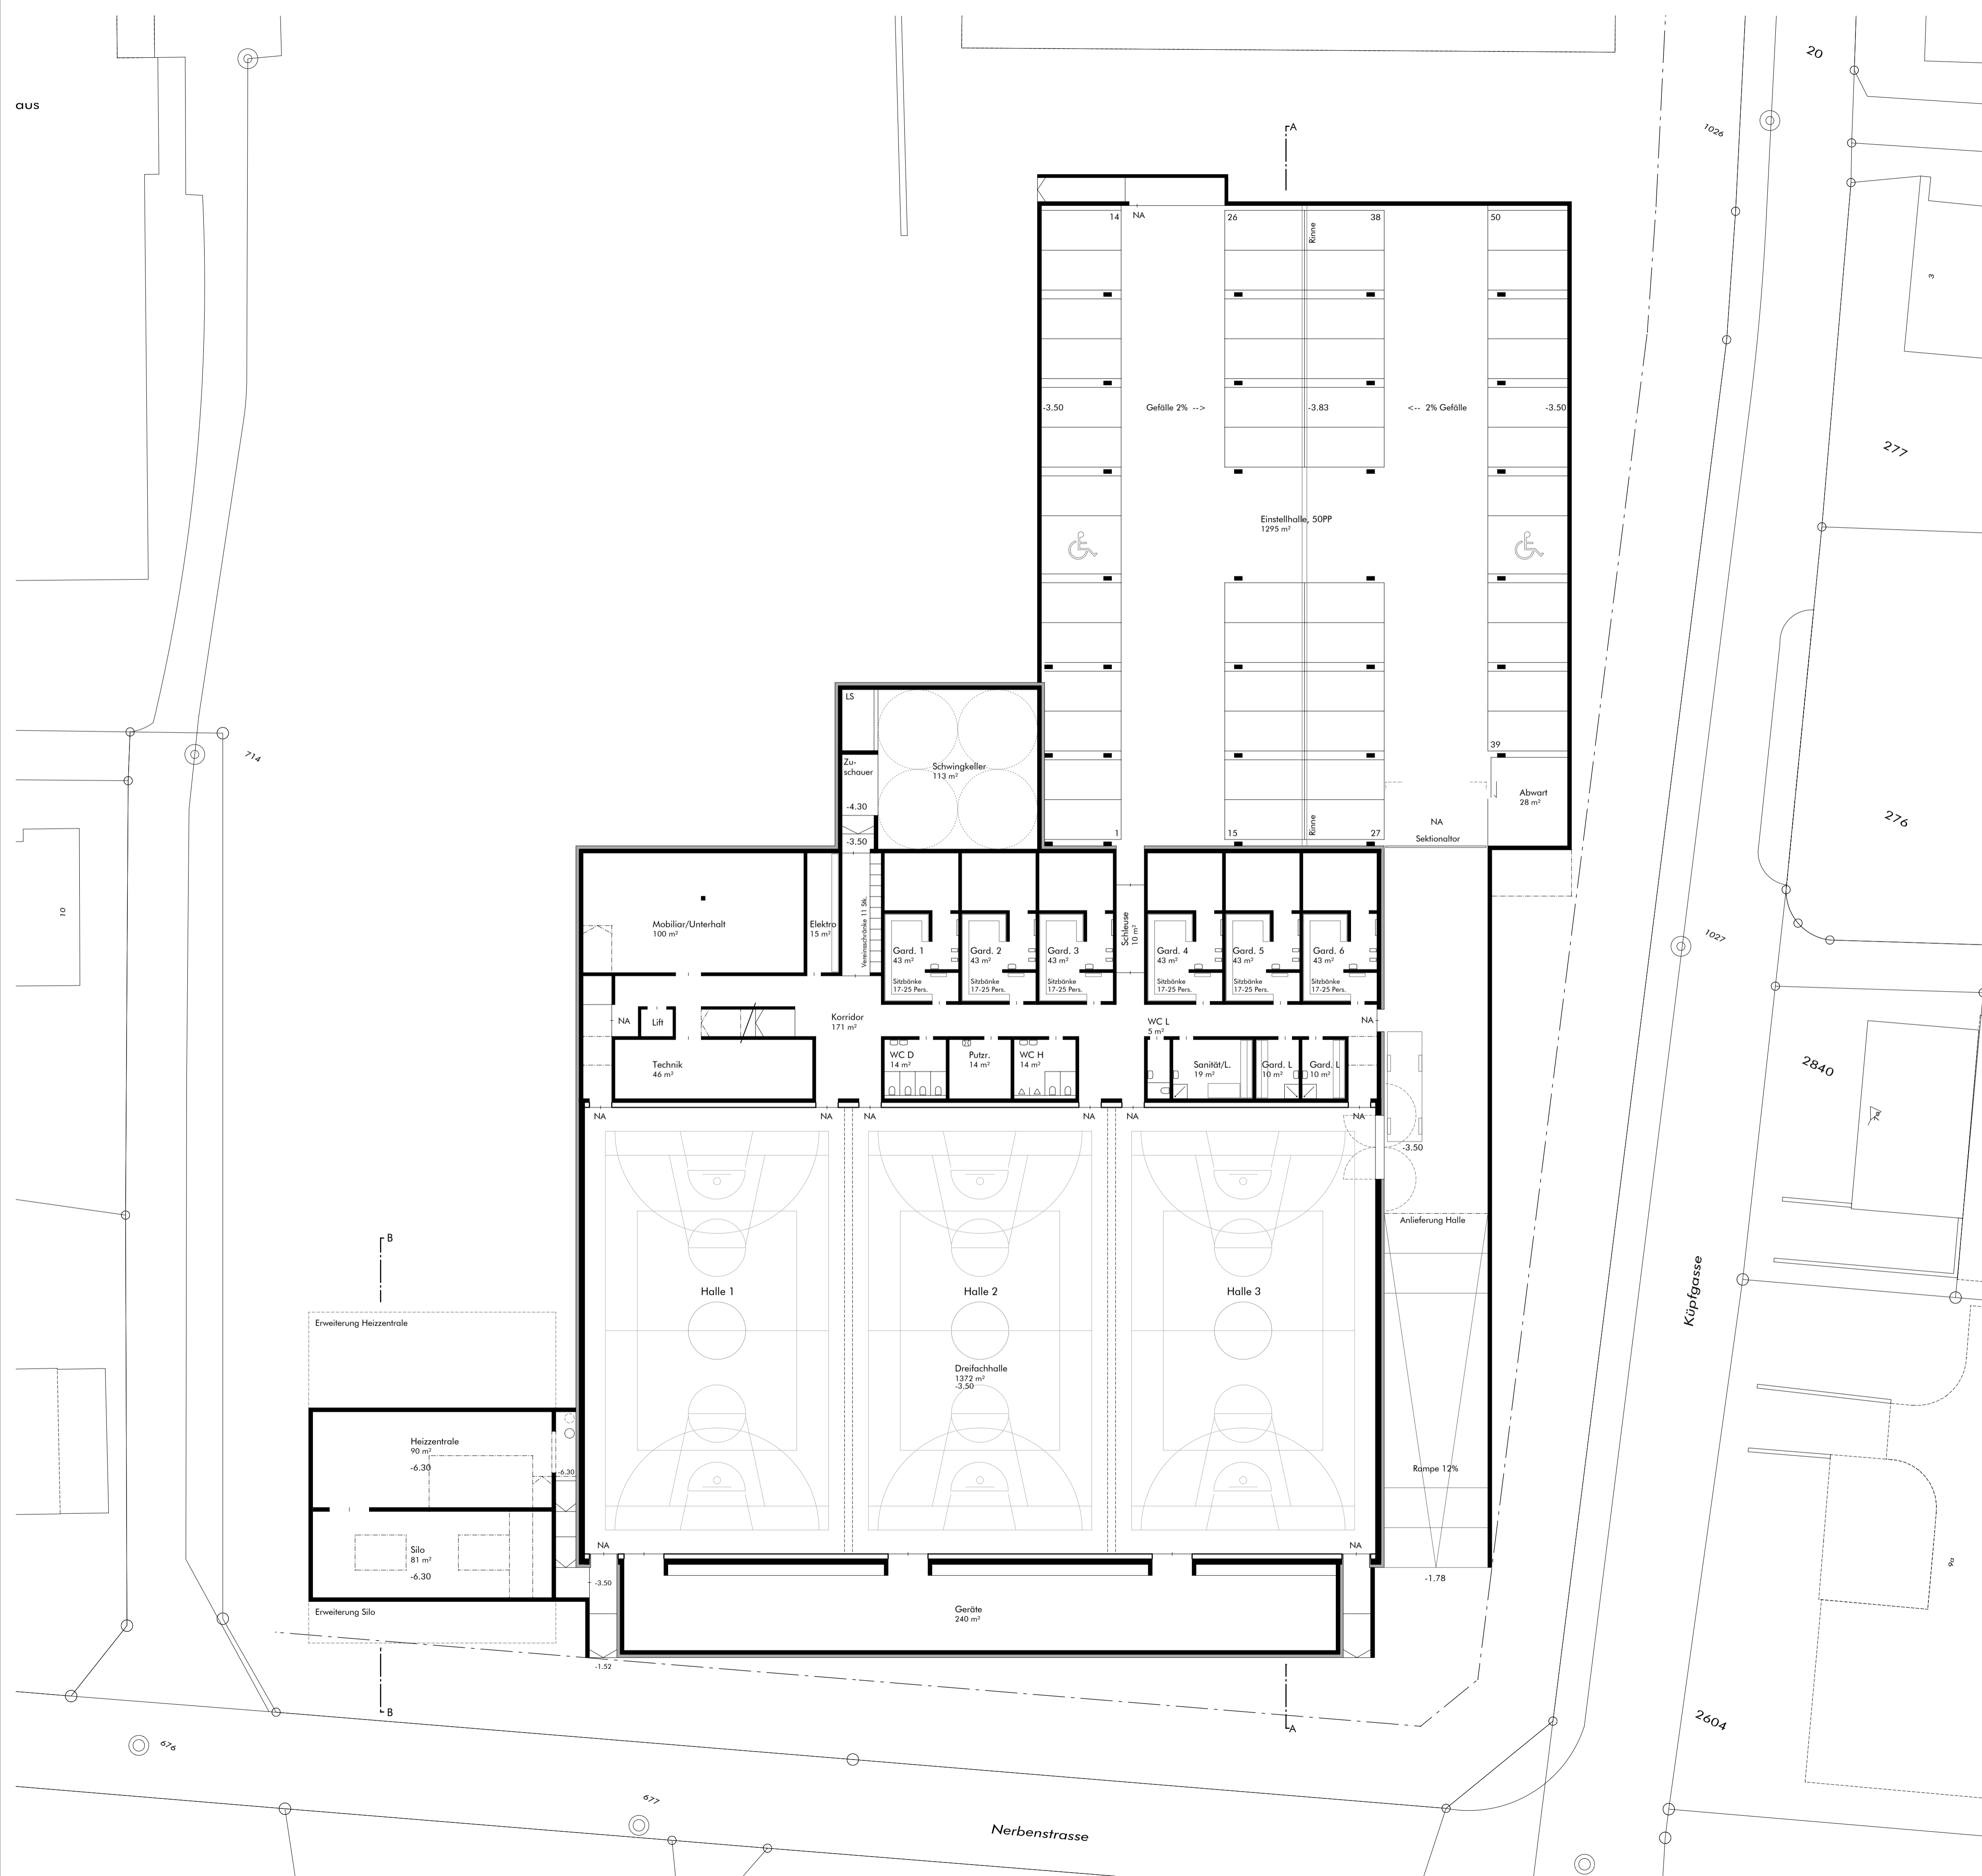 20
aus
A
1026
14
NA
26
38
50
Rinne
3
-3.50
Gefälle 2%  -->
-3.83
<--  2% Gefälle
-3.50
277
Einstellhalle, 50PP
1295 m²
LS
39
714
Zu-
schauer
Schwingkeller
113 m²
Abwart
28 m²
-4.30
276
1
15
Rinne
27
NA
Sektionaltor
-3.50
10
Mobiliar/Unterhalt
100 m²
Elektro
15 m²
Vereinsschränke 11 Stk.
Gard. 1
43 m²
Sitzbänke
17-25 Pers.
Gard. 2
43 m²
Sitzbänke
17-25 Pers.
Gard. 3
43 m²
Sitzbänke
17-25 Pers.
Schleuse
10 m²
Gard. 4
43 m²
Sitzbänke
17-25 Pers.
Gard. 5
43 m²
Sitzbänke
17-25 Pers.
Gard. 6
43 m²
Sitzbänke
17-25 Pers.
1027
NA
Lift
Korridor
171 m²
WC L
5 m²
NA
Technik
46 m²
WC D
14 m²
Putzr.
14 m²
WC H
14 m²
Sanität/L.
19 m²
Gard. L
10 m²
Gard. L
10 m²
2840
7a
NA
NA
NA
NA
NA
NA
-3.50
Anlieferung Halle
B
Halle 1
Halle 2
Halle 3
Küpfgasse
Erweiterung Heizzentrale
Dreifachhalle
1372 m²
-3.50
Heizzentrale
90 m²
-6.30
-6.30
Rampe 12%
Silo
81 m²
-6.30
NA
NA
9a
-3.50
-1.78
Erweiterung Silo
Geräte
240 m²
-1.52
B
A
2604
676
677
Nerbenstrasse